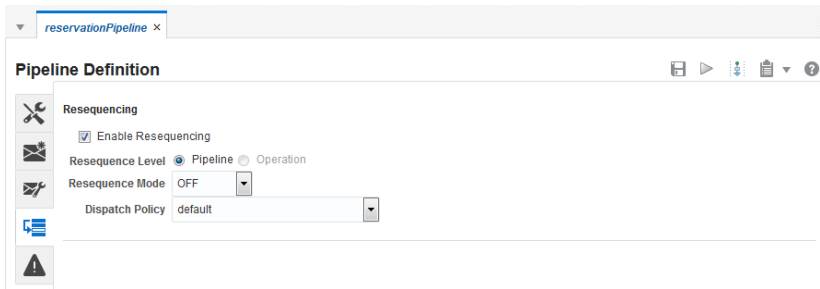 reservationPipeline ×
Pipeline Definition
Resequencing
Enable Resequencing
Resequence Level Pipeline Operation
Resequence Mode OFF
Dispatch Policy default